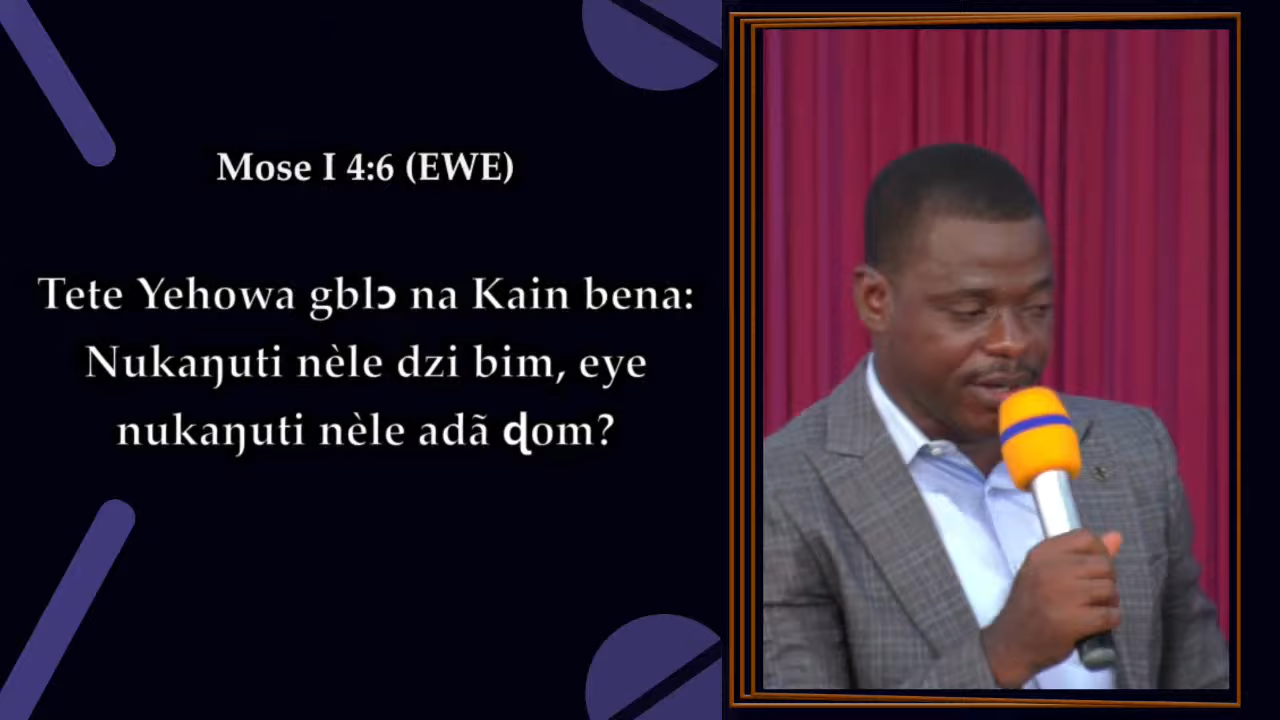 Mose I 4:6 (EWE)
Tete Yehowa gblɔ na Kain bena:
Nukaŋuti nèle dzi bim, eye
nukaŋuti nèle adã ɖom?